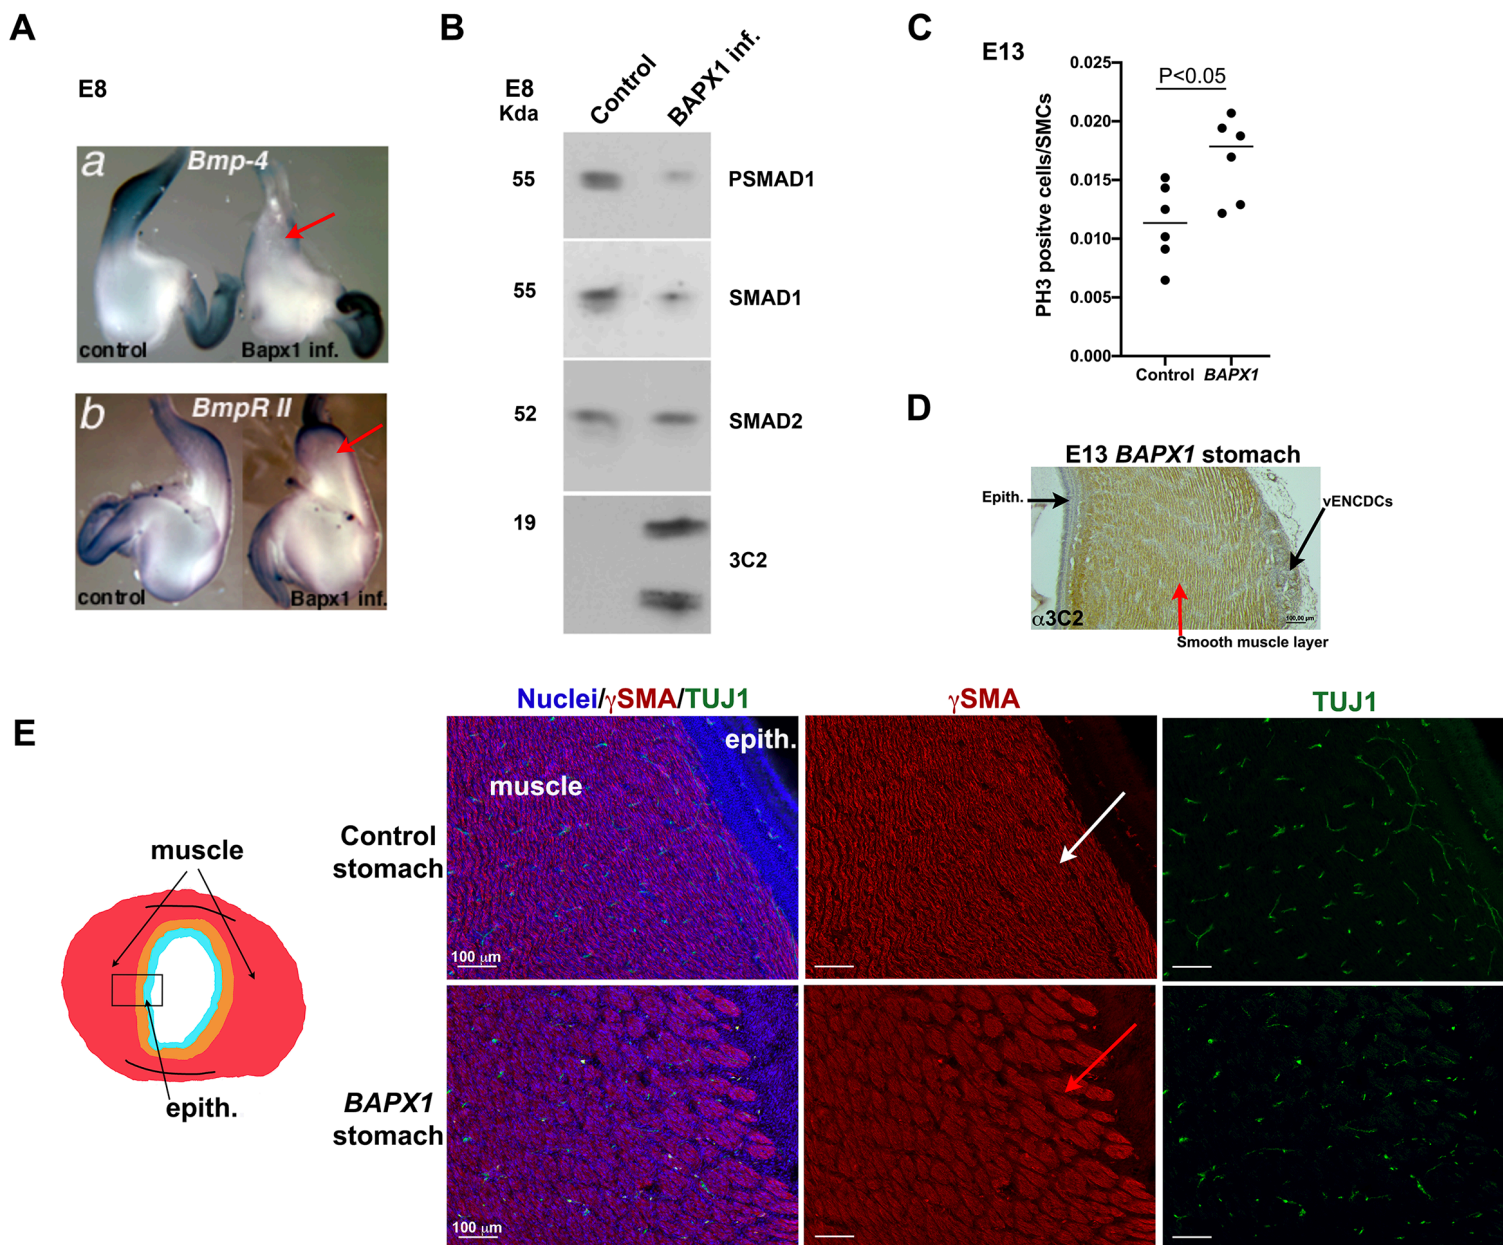 A
E8
a
Bmp-4
control
Bapx1 inf.
b
BmpR II
control
Bapx1 inf.
B
E8
Kda
Control
BAPX1 inf.
55
PSMAD1
55
SMAD1
52
SMAD2
19
3C2
C
E13
P<0.05
PH3 positve cells/SMCs
0.025
0.020
0.015
0.010
0.005
0.000
Control
BAPX1
D
E13 BAPX1 stomach
Epith.
vENCDCs
α3C2
100,00 µm
Smooth muscle layer
E
muscle
epith.
Nuclei/γSMA/TUJ1
γSMA
TUJ1
Control
stomach
epith.
muscle
100 µm
BAPX1
stomach
100 µm